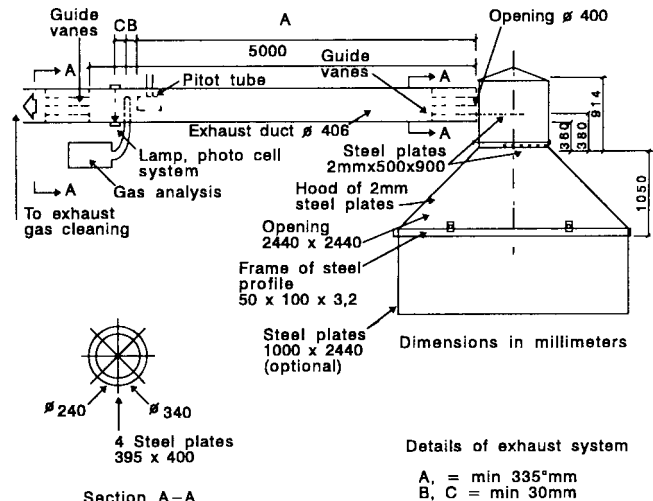 Guide
vanes
CB
A
Opening ø 400
5000
Guide
vanes
A
A
Pitot tube
914
Exhaust duct ø 406
360
380
Lamp, photo cell
system
A
A
Steel plates
2mmx500x900
Gas analysis
Hood of 2mm
steel plates
To exhaust
gas cleaning
Opening
2440 x 2440
1050
Frame of steel
profile
50 x 100 x 3,2
Steel plates
1000 x 2440
(optional)
Dimensions in millimeters
ø 240
ø 340
4 Steel plates
395 x 400
Section A-A
Details of exhaust system
A, = min 335°mm
B, C = min 30mm